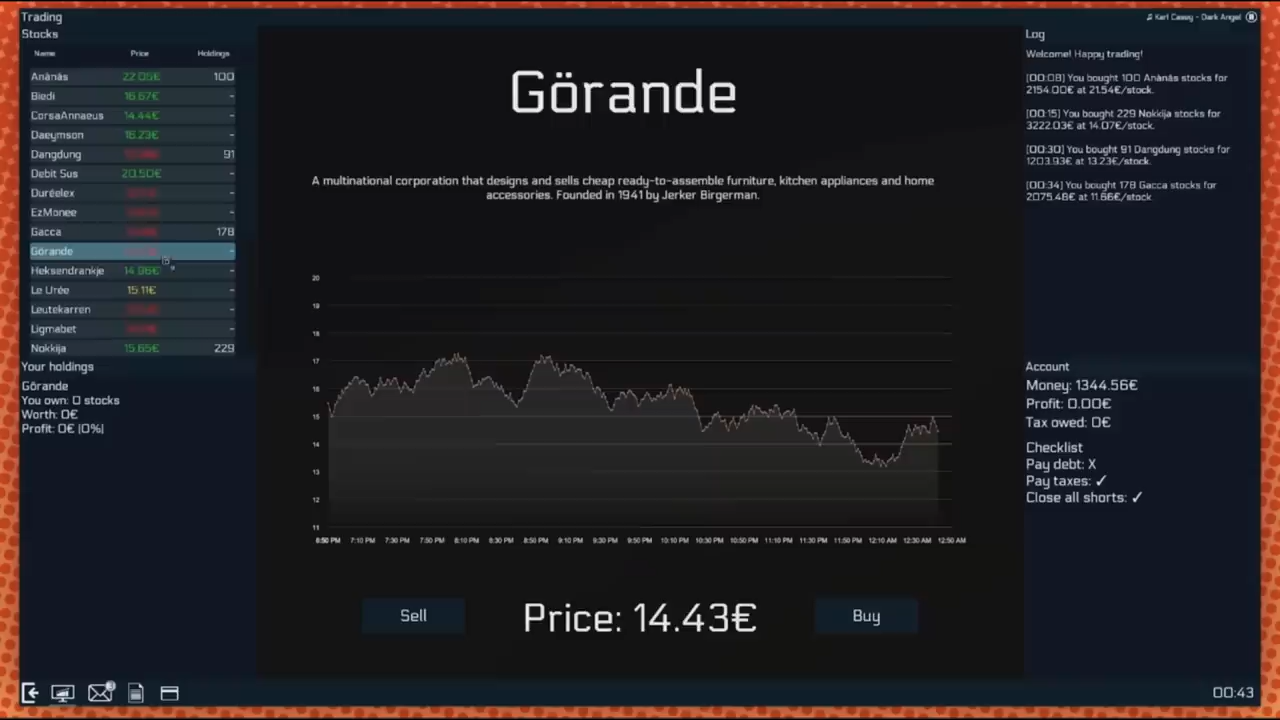 Trading
♫ Karl Casey - Dark Angel
Stocks
Name Price Holdings
Ananas 22.05€ 100
Biedi 16.67€ -
CorsaAnnaeus 14.44€ -
Daeymson 16.23€ -
Dangdung 91
Debit Sus 20.50€ -
Duréelex -
EzMonee -
Gacca 178
Görande -
Heksendrankje 14.96€ -
Le Urée 15.11€ -
Leutekarren -
Ligmabet -
Nokkija 15.65€ 229
Your holdings
Görande
You own: 0 stocks
Worth: 0€
Profit: 0€ (0%)
Görande
A multinational corporation that designs and sells cheap ready-to-assemble furniture, kitchen appliances and home
accessories. Founded in 1941 by Jerker Birgerman.
20
19
18
17
16
15
14
13
12
11
6:50 PM 7:10 PM 7:30 PM 7:50 PM 8:10 PM 8:30 PM 8:50 PM 9:10 PM 9:30 PM 9:50 PM 10:10 PM 10:30 PM 10:50 PM 11:10 PM 11:30 PM 11:50 PM 12:10 AM 12:30 AM 12:50 AM
Sell
Price: 14.43€
Buy
Log
Welcome! Happy trading!
[00:08] You bought 100 Ananas stocks for
2154.00€ at 21.54€/stock.
[00:15] You bought 229 Nokkija stocks for
3222.03€ at 14.07€/stock.
[00:30] You bought 91 Dangdung stocks for
1203.93€ at 13.23€/stock.
[00:34] You bought 178 Gacca stocks for
2075.48€ at 11.66€/stock.
Account
Money: 1344.56€
Profit: 0.00€
Tax owed: 0€
Checklist
Pay debt: X
Pay taxes: ✓
Close all shorts: ✓
00:43